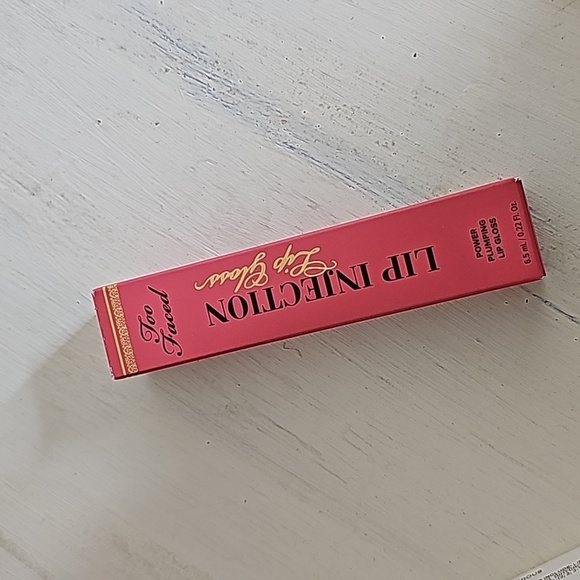 Too
Faced
LIP INJECTION
Lip Gloss
POWER
PLUMPING
LIP GLOSS
6.5 mL / 0.22 Fl. Oz.